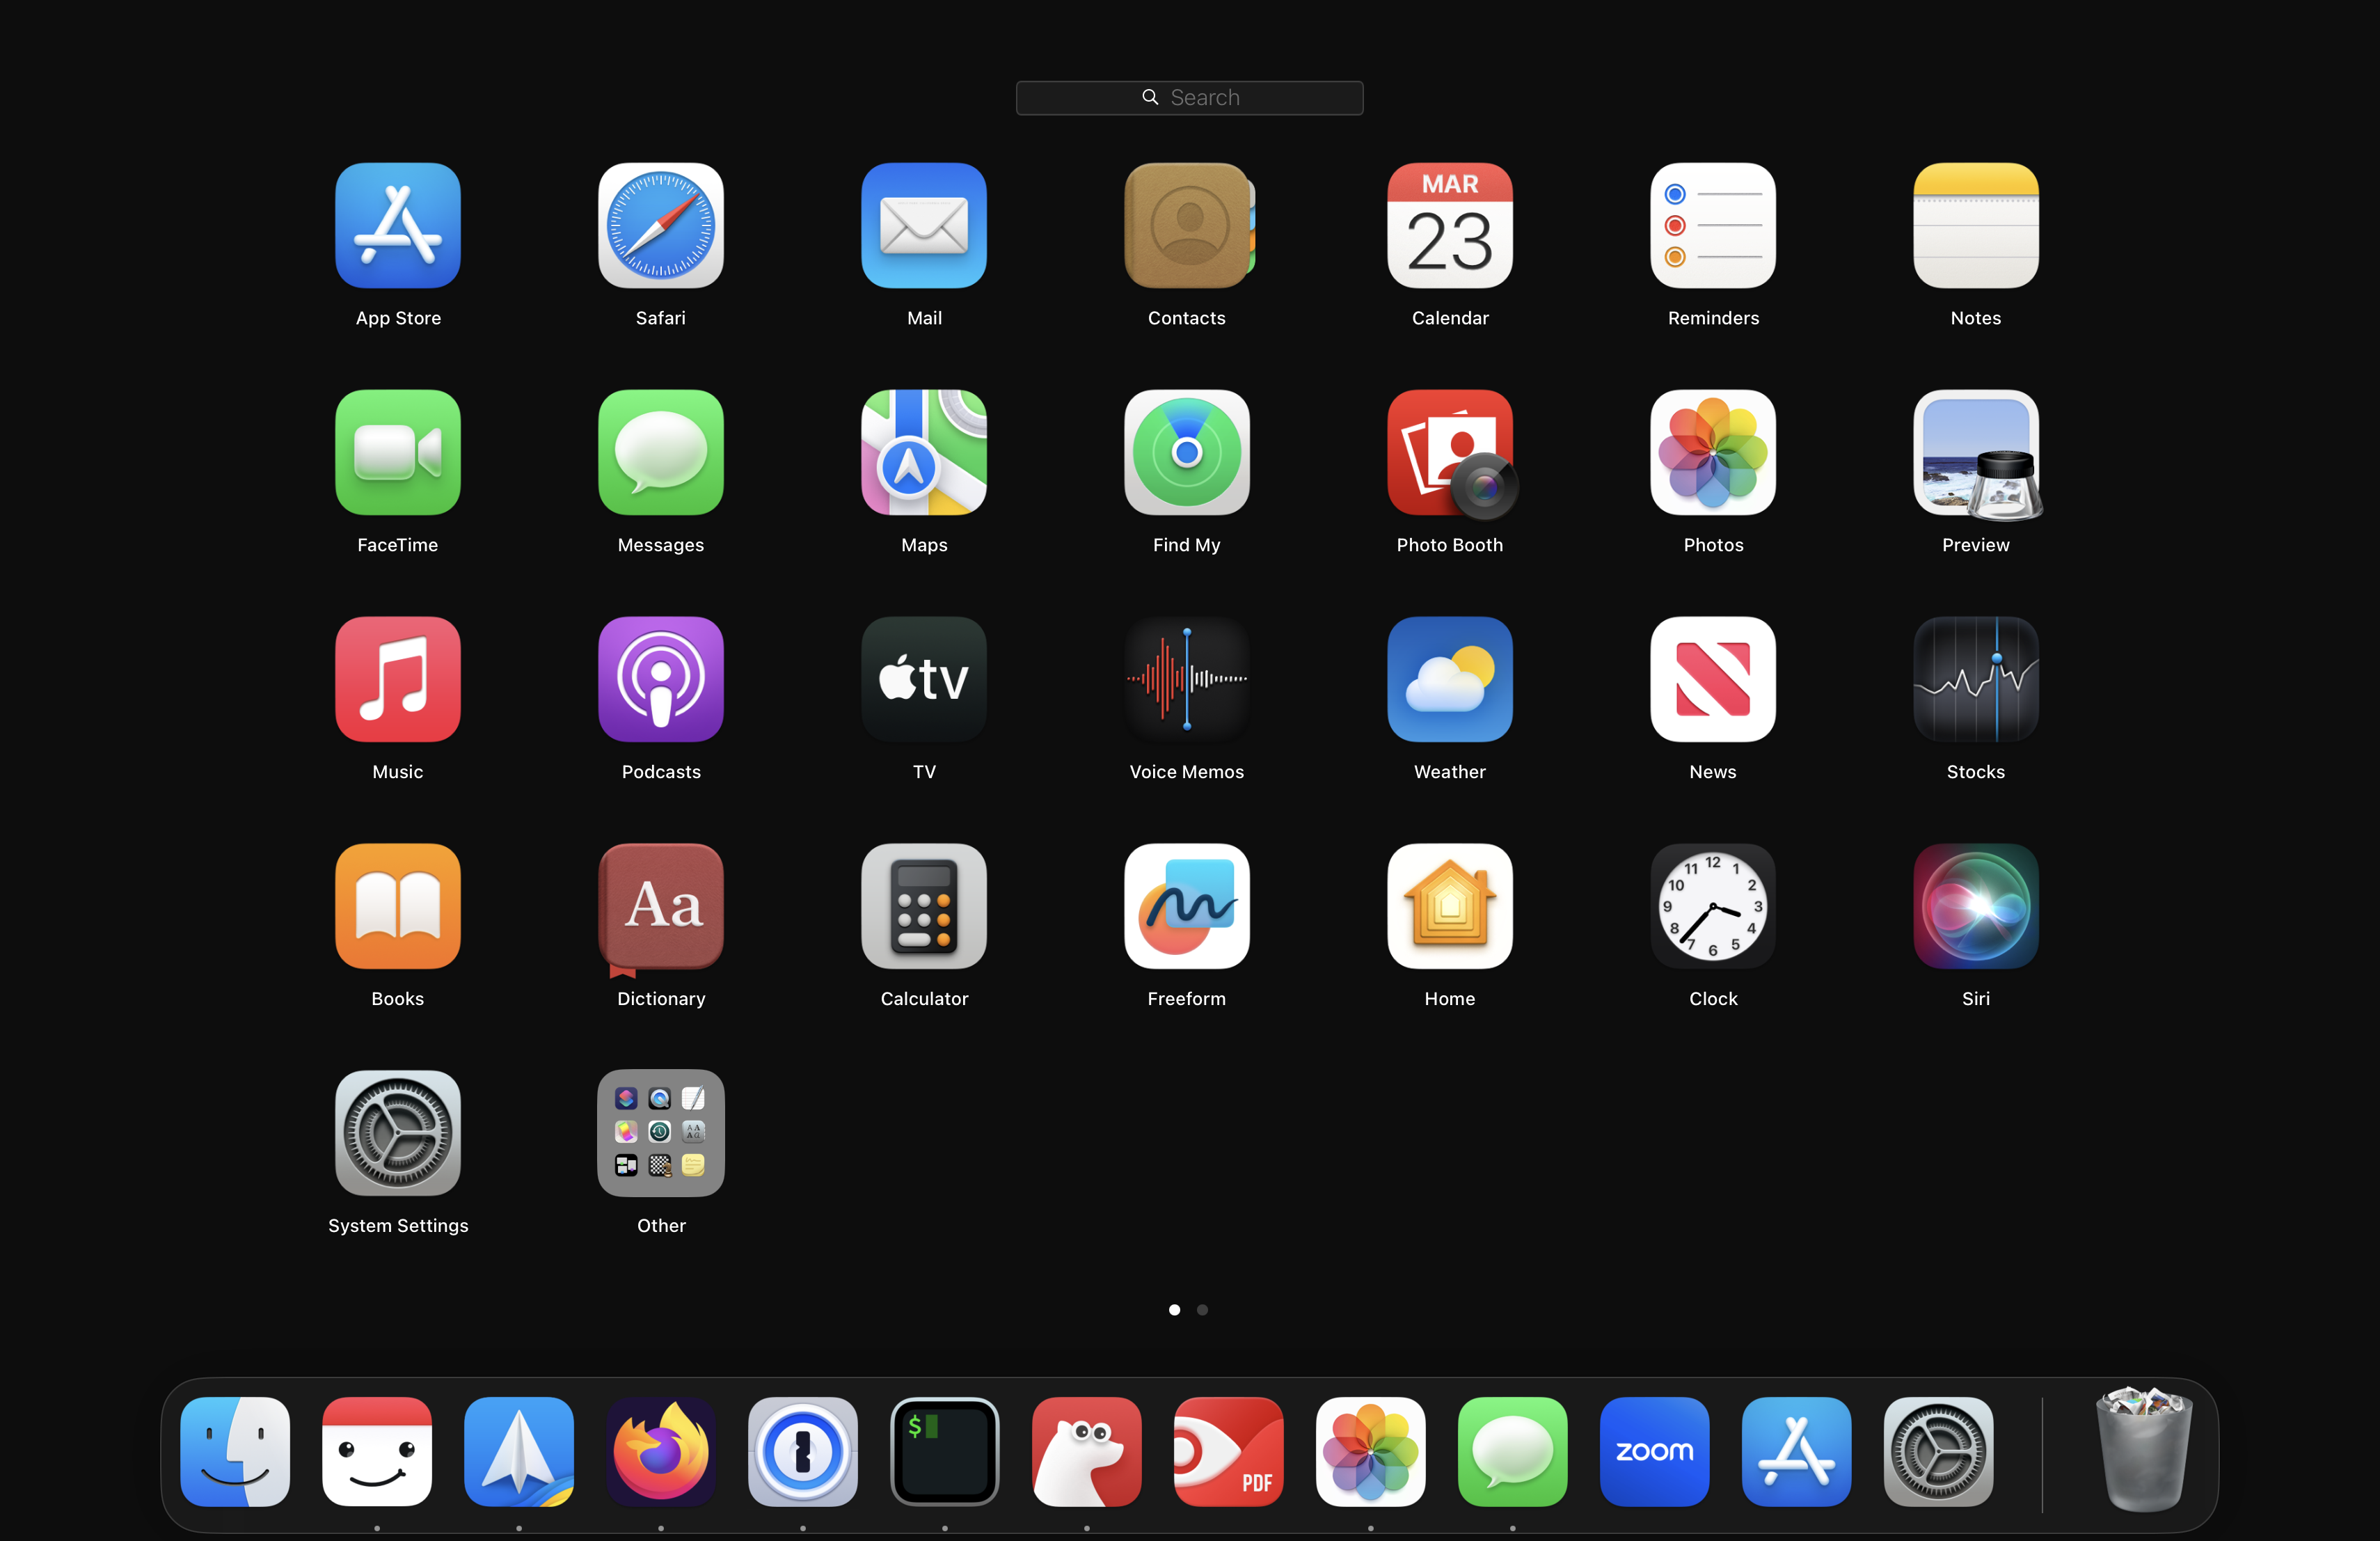 Search
MAR
23
App Store
Safari
Mail
Contacts
Calendar
Reminders
Notes
FaceTime
Messages
Maps
Find My
Photo Booth
Photos
Preview
tv
Music
Podcasts
TV
Voice Memos
Weather
News
Stocks
Aa
12
11 1
10 2
9 3
8 4
7 5
6
Books
Dictionary
Calculator
Freeform
Home
Clock
Siri
System Settings
Other
$
PDF
zoom